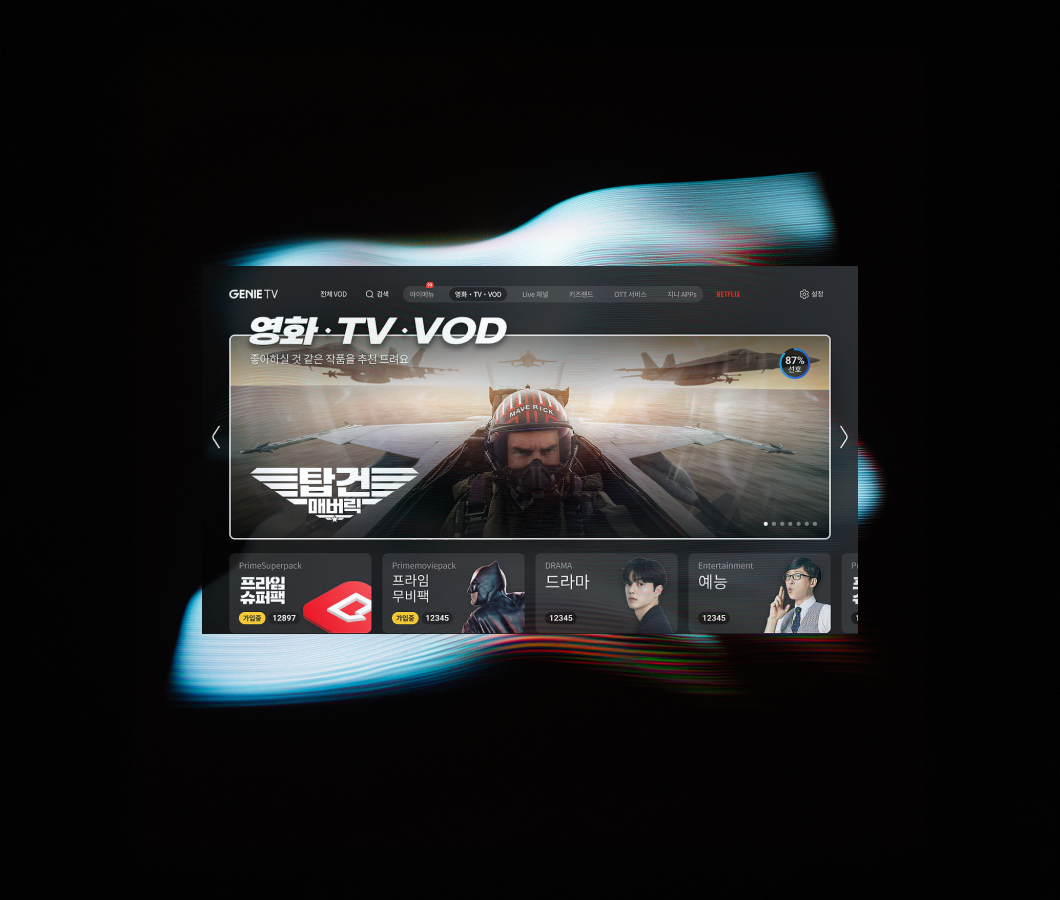 GENIE TV
전체 VOD
검색
마이메뉴
영화 • TV • VOD
Live 채널
키즈랜드
OTT 서비스
지니 APPs
NETFLIX
설정
영화·TV·VOD
좋아하실 것 같은 작품을 추천 드려요
87%
선호
MAVERICK
탑건
매버릭
PrimeSuperpack
프라임
슈퍼팩
가입중 12897
Primemoviepack
프라임
무비팩
가입중 12345
DRAMA
드라마
12345
Entertainment
예능
12345